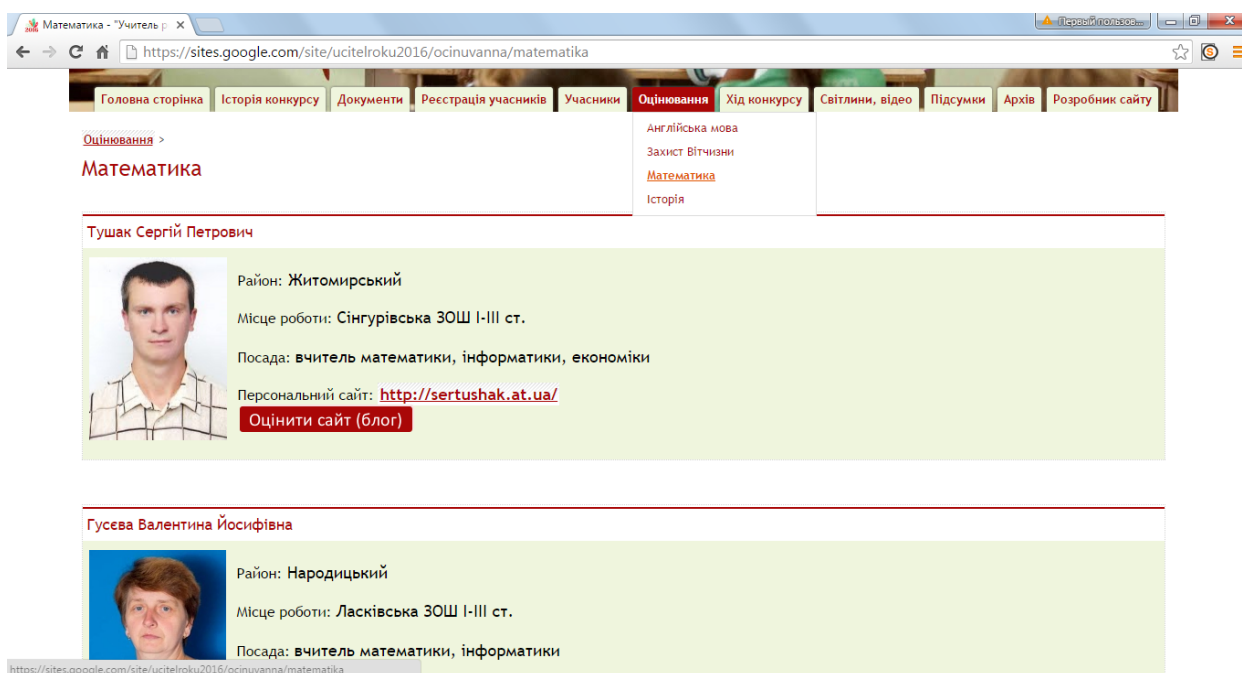 Математика - "Учитель р
Первый пользов...
https://sites.google.com/site/ucitelroku2016/ocinuvanna/matematika
Головна сторінка Історія конкурсу Документи Реєстрація учасників Учасники Оцінювання Хід конкурсу Світлини, відео Підсумки Архів Розробник сайту
Англійська мова
Захист Вітчизни
Математика
Історія
Оцінювання >
Математика
Тушак Сергій Петрович
Район: Житомирський
Місце роботи: Сінгурівська ЗОШ І-ІІІ ст.
Посада: вчитель математики, інформатики, економіки
Персональний сайт: http://sertushak.at.ua/
Оцінити сайт (блог)
Гусєва Валентина Йосифівна
Район: Народицький
Місце роботи: Ласківська ЗОШ І-ІІІ ст.
Посада: вчитель математики, інформатики
https://sites.google.com/site/ucitelroku2016/ocinuvanna/matematika